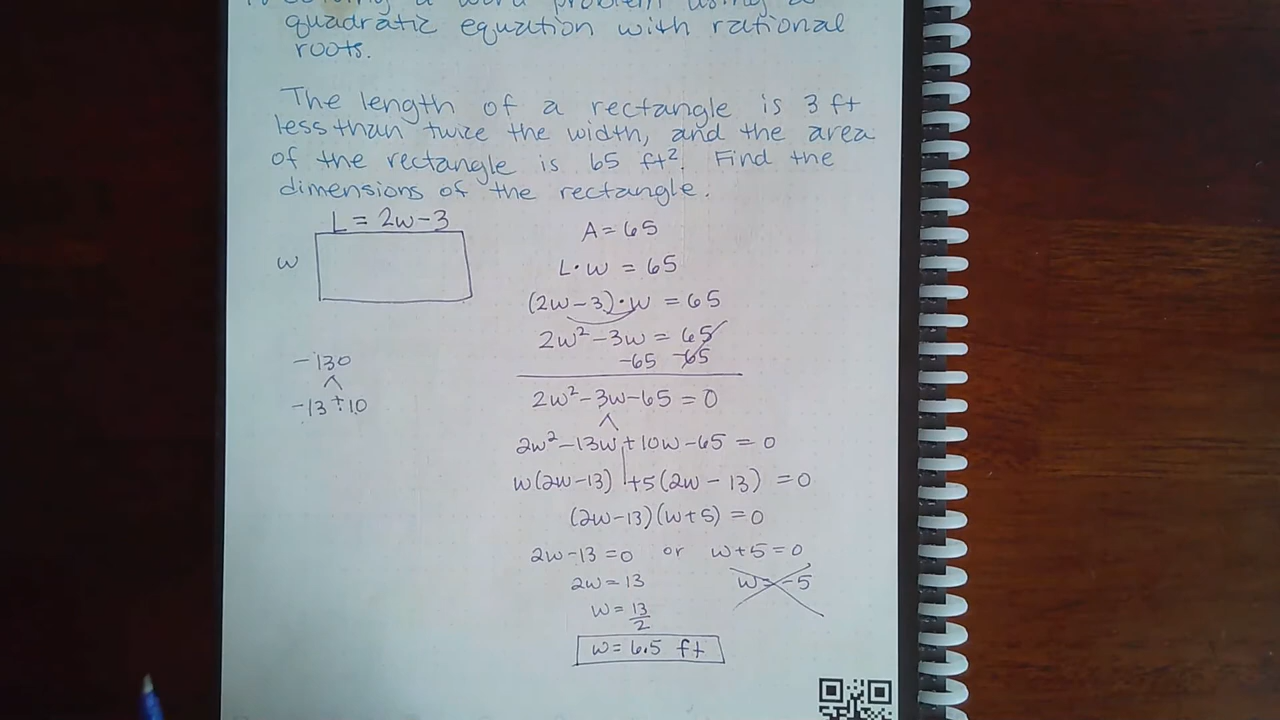 a word problem using a
quadratic equation with rational
roots.
The length of a rectangle is 3 ft
less than twice the width, and the area
of the rectangle is 65 ft². Find the
dimensions of the rectangle.
L = 2w-3
w
-130
^
-13 + 10
A = 65
L·w = 65
(2w-3)·w = 65
2w²-3w = 65
-65 -65
2w²-3w-65 = 0
^
2w²-13w+10w-65 = 0
w(2w-13) +5(2w-13) = 0
(2w-13)(w+5) = 0
2w-13 = 0 or w+5 = 0
2w = 13 w = -5
w = 13/2
w = 6.5 ft